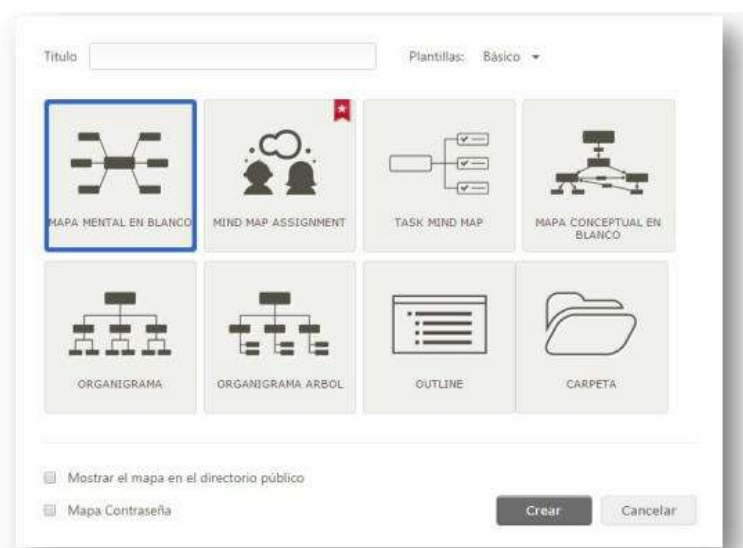 Título
Plantillas: Básico
MAPA MENTAL EN BLANCO
MIND MAP ASSIGNMENT
TASK MIND MAP
MAPA CONCEPTUAL EN
BLANCO
ORGANIGRAMA
ORGANIGRAMA ARBOL
OUTLINE
CARPETA
Mostrar el mapa en el directorio público
Mapa Contraseña
Crear
Cancelar